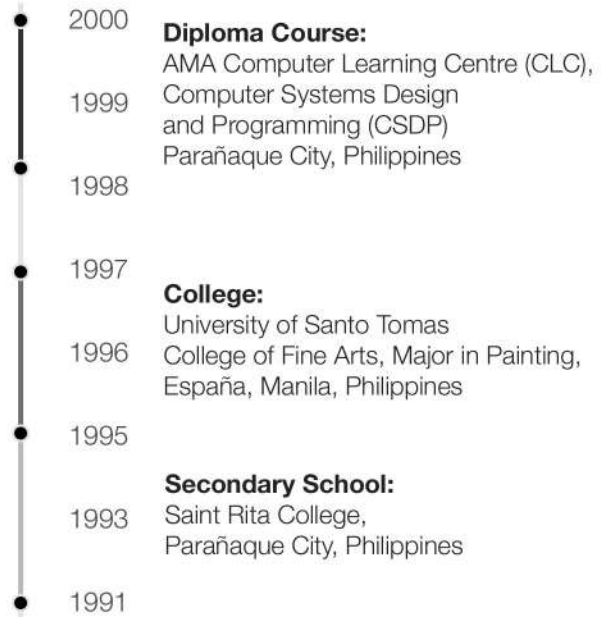 2000
Diploma Course:
AMA Computer Learning Centre (CLC),
1999
Computer Systems Design
and Programming (CSDP)
Parañaque City, Philippines
1998
1997
College:
University of Santo Tomas
1996
College of Fine Arts, Major in Painting,
España, Manila, Philippines
1995
Secondary School:
1993
Saint Rita College,
Parañaque City, Philippines
1991